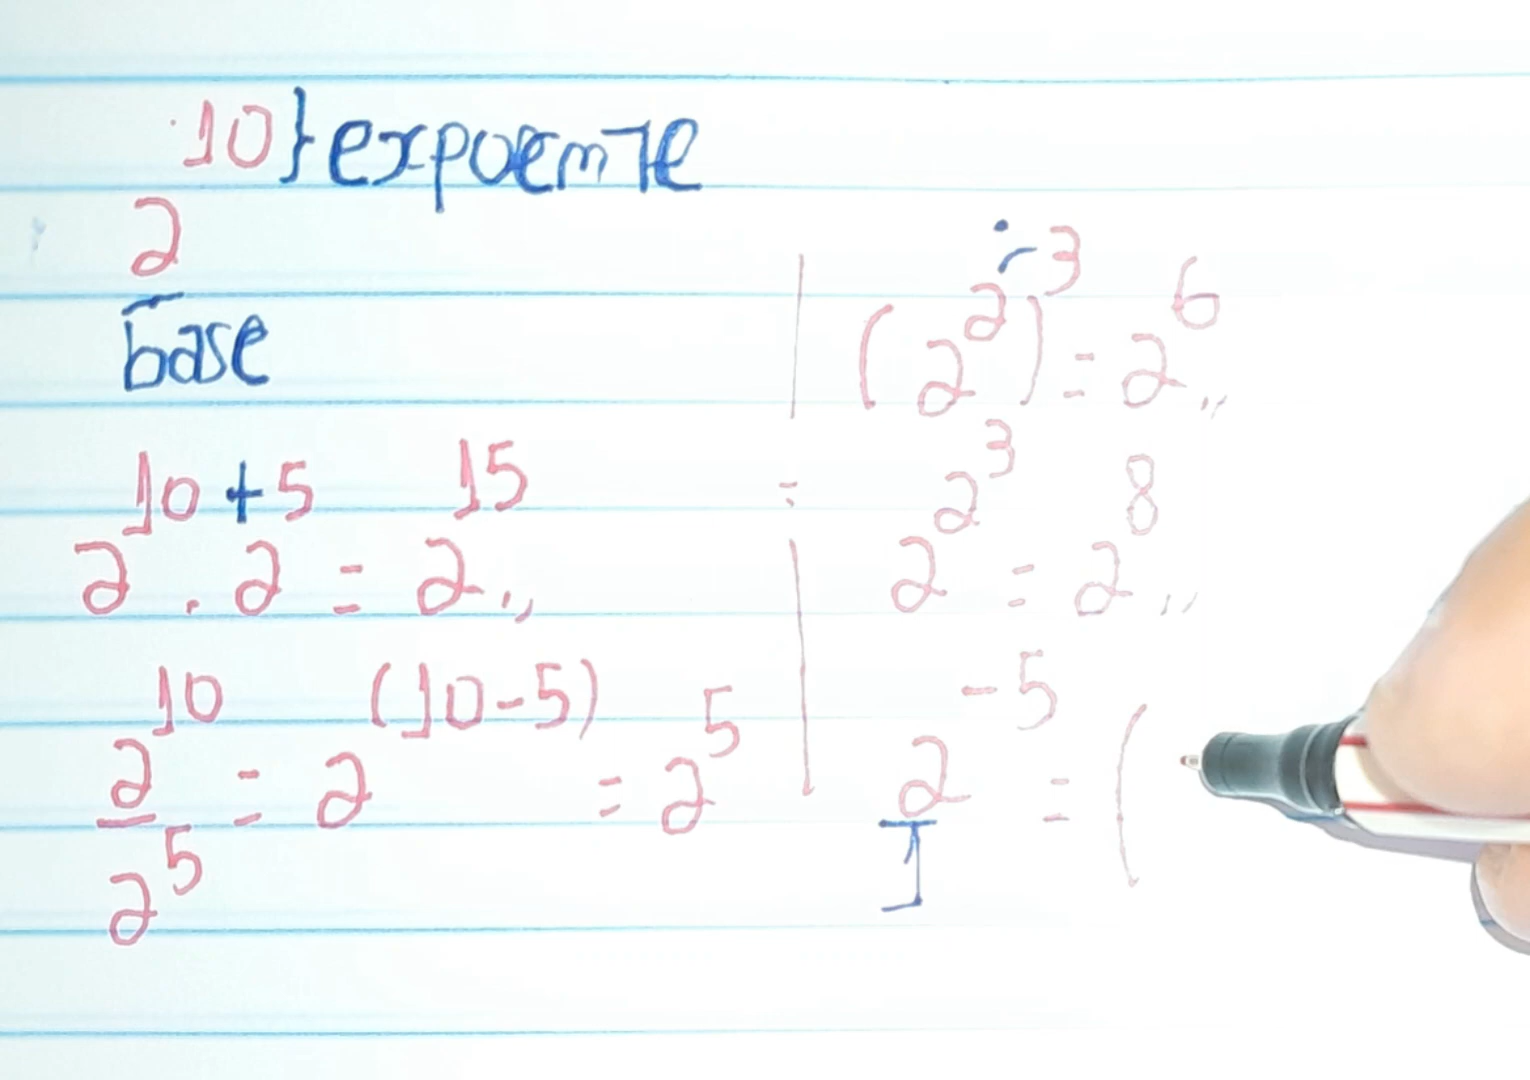 2^10 } expoente
base
2^10 . 2^+5 = 2^15 ,,
2^10 / 2^5 = 2^(10-5) = 2^5
(2^2)^3 = 2^6 ,,
2^2^3 = 2^8 ,,
2^-5 / 1 = (